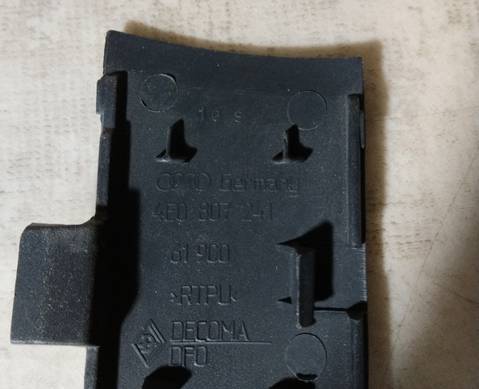 Germany
4E0 807 241
61900
>RTPU<
DECOMA
DFO